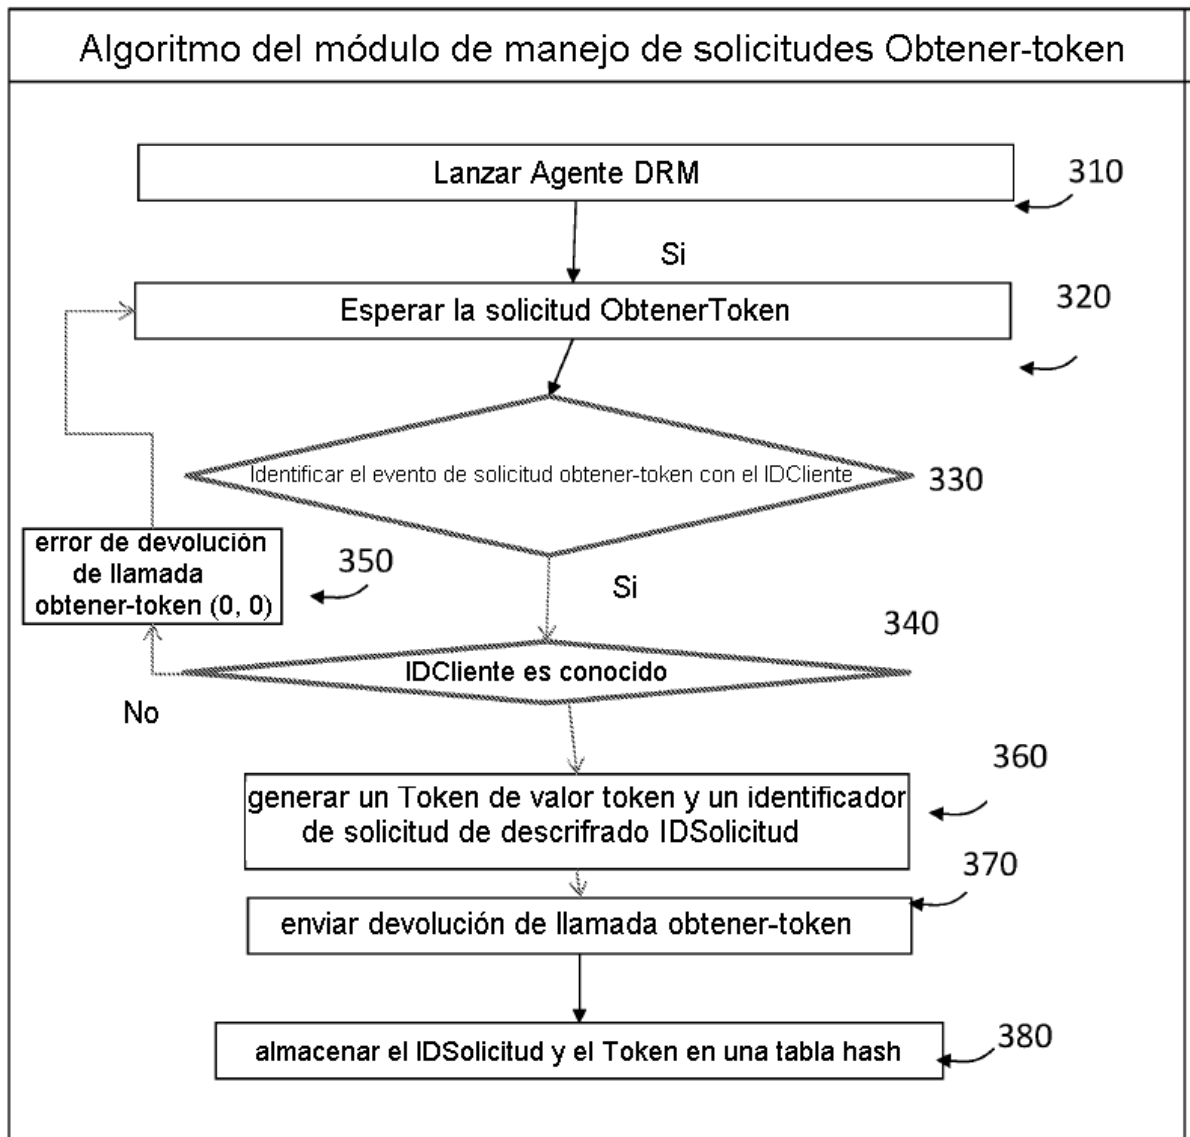 Algoritmo del módulo de manejo de solicitudes Obtener-token
Lanzar Agente DRM
310
Si
Esperar la solicitud ObtenerToken
320
Identificar el evento de solicitud obtener-token con el IDCliente
330
error de devolución
de llamada
obtener-token (0, 0)
350
Si
340
IDCliente es conocido
No
360
generar un Token de valor token y un identificador
de solicitud de descrifrado IDSolicitud
370
enviar devolución de llamada obtener-token
380
almacenar el IDSolicitud y el Token en una tabla hash